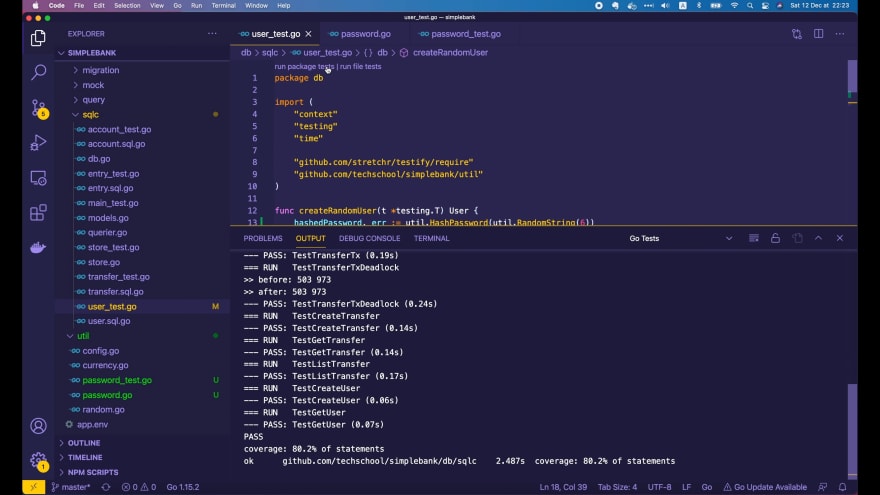 Code File Edit Selection View Go Run Terminal Window Help Sat 12 Dec at 22:23
user_test.go — simplebank
EXPLORER
SIMPLEBANK
migration
mock
query
sqlc
account_test.go
account.sql.go
db.go
entry_test.go
entry.sql.go
main_test.go
models.go
querier.go
store_test.go
store.go
transfer_test.go
transfer.sql.go
user_test.go M
user.sql.go
util
config.go
currency.go
password_test.go U
password.go U
random.go
app.env
OUTLINE
TIMELINE
NPM SCRIPTS
5
1
user_test.go password.go password_test.go
db > sqlc > user_test.go > {} db > createRandomUser
run package tests | run file tests
1 package db
2
3 import (
4 "context"
5 "testing"
6 "time"
7
8 "github.com/stretchr/testify/require"
9 "github.com/techschool/simplebank/util"
10 )
11
12 func createRandomUser(t *testing.T) User {
13 hashedPassword, err := util.HashPassword(util.RandomString(6))
PROBLEMS OUTPUT DEBUG CONSOLE TERMINAL Go Tests
--- PASS: TestTransferTx (0.19s)
=== RUN TestTransferTxDeadlock
>> before: 503 973
>> after: 503 973
--- PASS: TestTransferTxDeadlock (0.24s)
=== RUN TestCreateTransfer
--- PASS: TestCreateTransfer (0.14s)
=== RUN TestGetTransfer
--- PASS: TestGetTransfer (0.14s)
=== RUN TestListTransfer
--- PASS: TestListTransfer (0.17s)
=== RUN TestCreateUser
--- PASS: TestCreateUser (0.06s)
=== RUN TestGetUser
--- PASS: TestGetUser (0.07s)
PASS
coverage: 80.2% of statements
ok github.com/techschool/simplebank/db/sqlc 2.487s coverage: 80.2% of statements
master* 0 0 Go 1.15.2 Ln 18, Col 39 Tab Size: 4 UTF-8 LF Go Go Update Available